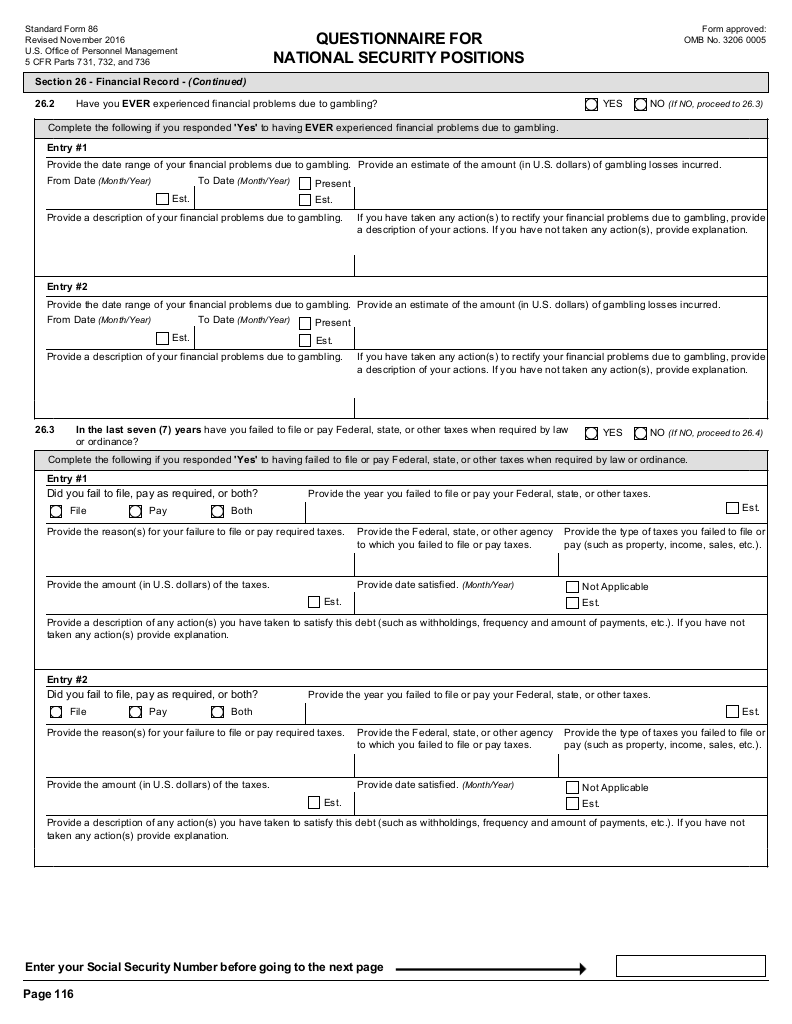 Standard Form 86
Revised November 2016
U.S. Office of Personnel Management
5 CFR Parts 731, 732, and 736
QUESTIONNAIRE FOR
NATIONAL SECURITY POSITIONS
Form approved:
OMB No. 3206 0005
Section 26 - Financial Record - (Continued)
26.2 Have you EVER experienced financial problems due to gambling? YES NO (If NO, proceed to 26.3)
Complete the following if you responded 'Yes' to having EVER experienced financial problems due to gambling.
Entry #1
Provide the date range of your financial problems due to gambling. Provide an estimate of the amount (in U.S. dollars) of gambling losses incurred.
From Date (Month/Year) To Date (Month/Year) Present
Est. Est.
Provide a description of your financial problems due to gambling. If you have taken any action(s) to rectify your financial problems due to gambling, provide
a description of your actions. If you have not taken any action(s), provide explanation.
Entry #2
Provide the date range of your financial problems due to gambling. Provide an estimate of the amount (in U.S. dollars) of gambling losses incurred.
From Date (Month/Year) To Date (Month/Year) Present
Est. Est.
Provide a description of your financial problems due to gambling. If you have taken any action(s) to rectify your financial problems due to gambling, provide
a description of your actions. If you have not taken any action(s), provide explanation.
26.3 In the last seven (7) years have you failed to file or pay Federal, state, or other taxes when required by law
or ordinance?
YES NO (If NO, proceed to 26.4)
Complete the following if you responded 'Yes' to having failed to file or pay Federal, state, or other taxes when required by law or ordinance.
Entry #1
Did you fail to file, pay as required, or both? Provide the year you failed to file or pay your Federal, state, or other taxes.
File Pay Both Est.
Provide the reason(s) for your failure to file or pay required taxes. Provide the Federal, state, or other agency Provide the type of taxes you failed to file or
to which you failed to file or pay taxes. pay (such as property, income, sales, etc.).
Provide the amount (in U.S. dollars) of the taxes. Provide date satisfied. (Month/Year) Not Applicable
Est. Est.
Provide a description of any action(s) you have taken to satisfy this debt (such as withholdings, frequency and amount of payments, etc.). If you have not
taken any action(s) provide explanation.
Entry #2
Did you fail to file, pay as required, or both? Provide the year you failed to file or pay your Federal, state, or other taxes.
File Pay Both Est.
Provide the reason(s) for your failure to file or pay required taxes. Provide the Federal, state, or other agency Provide the type of taxes you failed to file or
to which you failed to file or pay taxes. pay (such as property, income, sales, etc.).
Provide the amount (in U.S. dollars) of the taxes. Provide date satisfied. (Month/Year) Not Applicable
Est. Est.
Provide a description of any action(s) you have taken to satisfy this debt (such as withholdings, frequency and amount of payments, etc.). If you have not
taken any action(s) provide explanation.
Enter your Social Security Number before going to the next page
Page 116